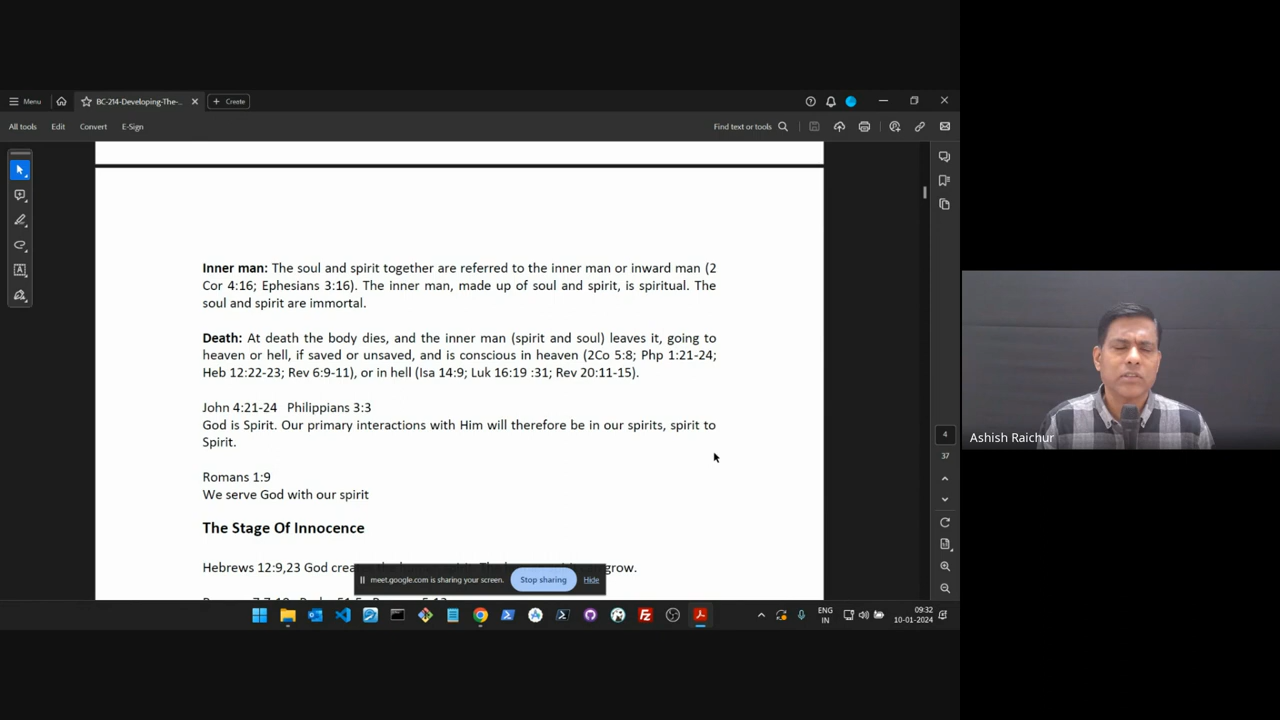 Menu
BC-214-Developing-The-...
Create
All tools
Edit
Convert
E-Sign
Find text or tools
Inner man: The soul and spirit together are referred to the inner man or inward man (2
Cor 4:16; Ephesians 3:16). The inner man, made up of soul and spirit, is spiritual. The
soul and spirit are immortal.
Death: At death the body dies, and the inner man (spirit and soul) leaves it, going to
heaven or hell, if saved or unsaved, and is conscious in heaven (2Co 5:8; Php 1:21-24;
Heb 12:22-23; Rev 6:9-11), or in hell (Isa 14:9; Luk 16:19 :31; Rev 20:11-15).
John 4:21-24 Philippians 3:3
God is Spirit. Our primary interactions with Him will therefore be in our spirits, spirit to
Spirit.
Romans 1:9
We serve God with our spirit
The Stage Of Innocence
Hebrews 12:9,23 God grow.
meet.google.com is sharing your screen.
Stop sharing
Hide
4
37
ENG
IN
09:32
10-01-2024
Ashish Raichur